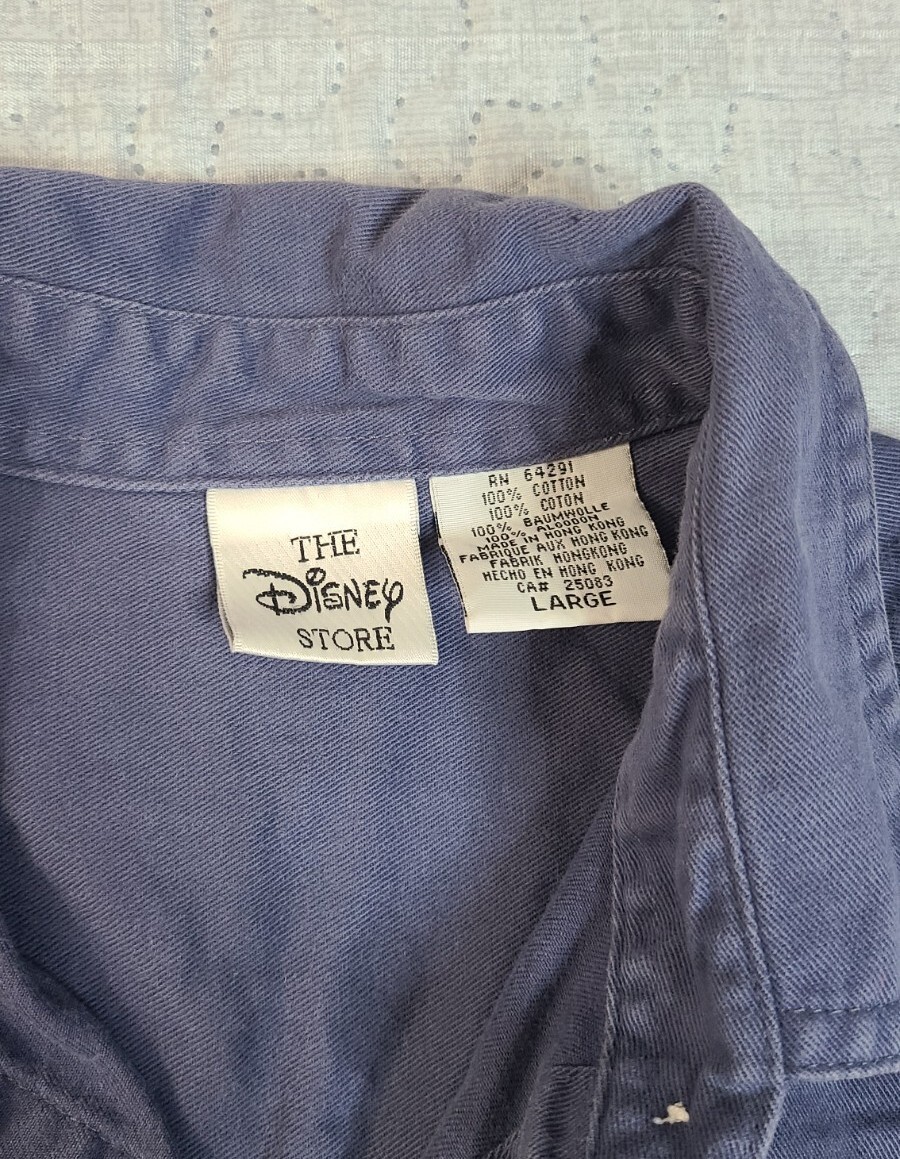 THE
Disney
STORE
RN 64291
100% COTTON
100% COTON
100% BAUMWOLLE
100% ALGODOM
MADE IN HONG KONG
FABRIQUE AUX HONG KONG
FABRIK HONGKONG
HECHO EN HONG KONG
CA# 25083
LARGE